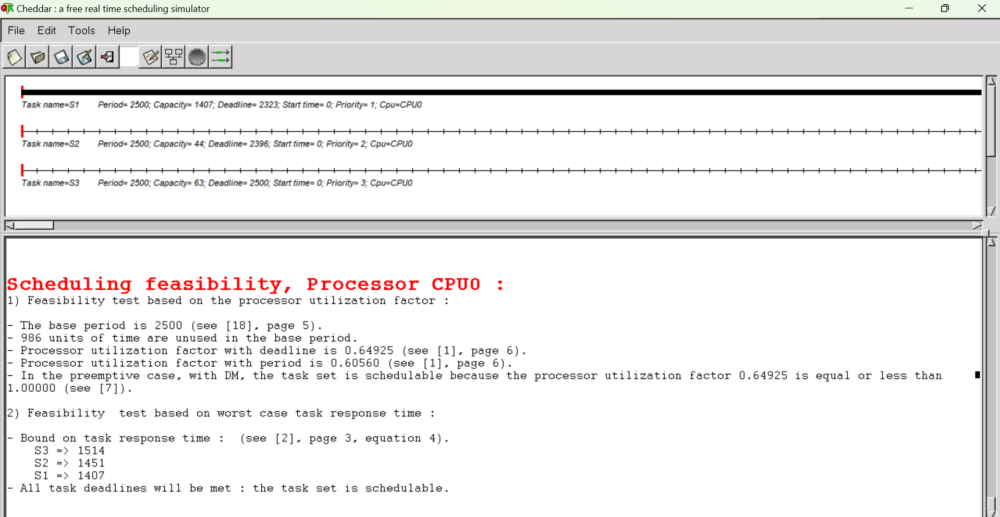 Cheddar : a free real time scheduling simulator
File Edit Tools Help
Task name=S1 Period= 2500; Capacity= 1407; Deadline= 2323; Start time= 0; Priority= 1; Cpu=CPU0
Task name=S2 Period= 2500; Capacity= 44; Deadline= 2396; Start time= 0; Priority= 2; Cpu=CPU0
Task name=S3 Period= 2500; Capacity= 63; Deadline= 2500; Start time= 0; Priority= 3; Cpu=CPU0
Scheduling feasibility, Processor CPU0 :
1) Feasibility test based on the processor utilization factor :
- The base period is 2500 (see [18], page 5).
- 986 units of time are unused in the base period.
- Processor utilization factor with deadline is 0.64925 (see [1], page 6).
- Processor utilization factor with period is 0.60560 (see [1], page 6).
- In the preemptive case, with DM, the task set is schedulable because the processor utilization factor 0.64925 is equal or less than
1.00000 (see [7]).
2) Feasibility  test based on worst case task response time :
- Bound on task response time :  (see [2], page 3, equation 4).
S3 => 1514
S2 => 1451
S1 => 1407
- All task deadlines will be met : the task set is schedulable.